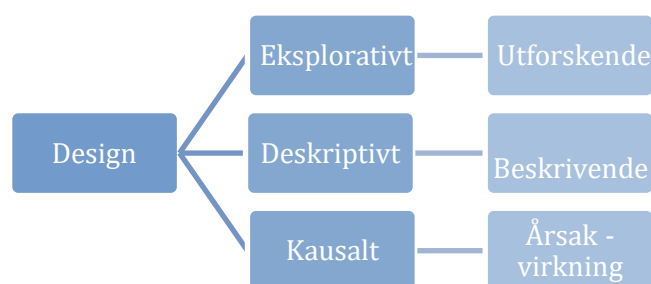 Eksplorativt
Utforskende
Design
Deskriptivt
Beskrivende
Kausalt
Årsak -
virkning